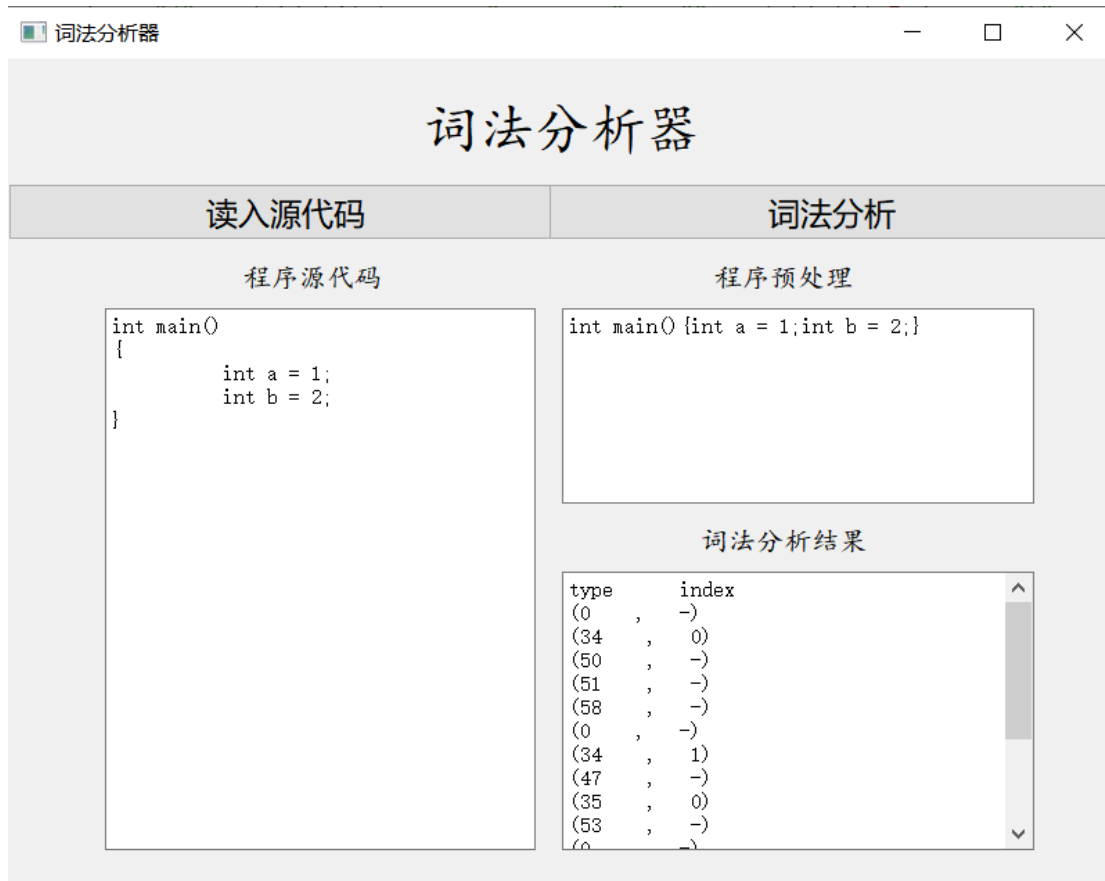 词法分析器
词法分析器
读入源代码
词法分析
程序源代码
int main()
{
int a = 1;
int b = 2;
}
程序预处理
int main(){int a = 1;int b = 2;}
词法分析结果
type index
(0 , -)
(34 , 0)
(50 , -)
(51 , -)
(58 , -)
(0 , -)
(34 , 1)
(47 , -)
(35 , 0)
(53 , -)